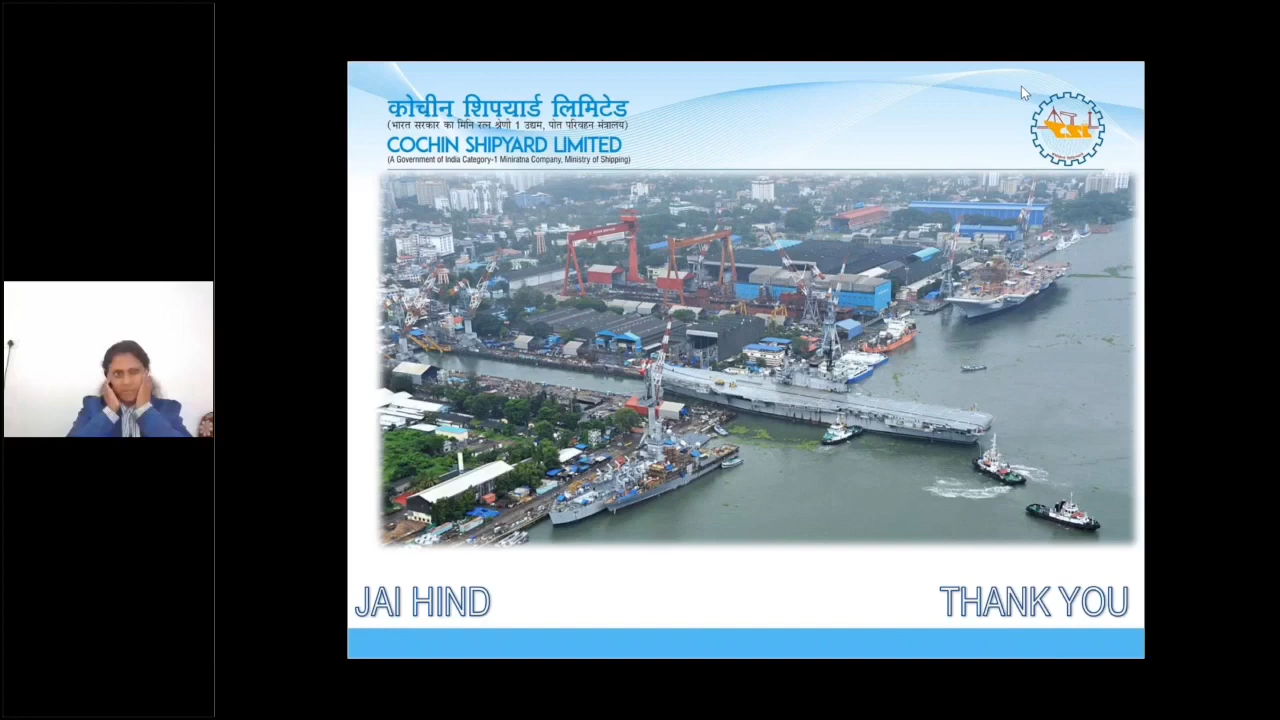 कोचीन शिपयार्ड लिमिटेड
(भारत सरकार का मिनि रत्न श्रेणी 1 उद्यम, पोत परिवहन मंत्रालय)
COCHIN SHIPYARD LIMITED
(A Government of India Category-1 Miniratna Company, Ministry of Shipping)
CSL
JAI HIND
THANK YOU